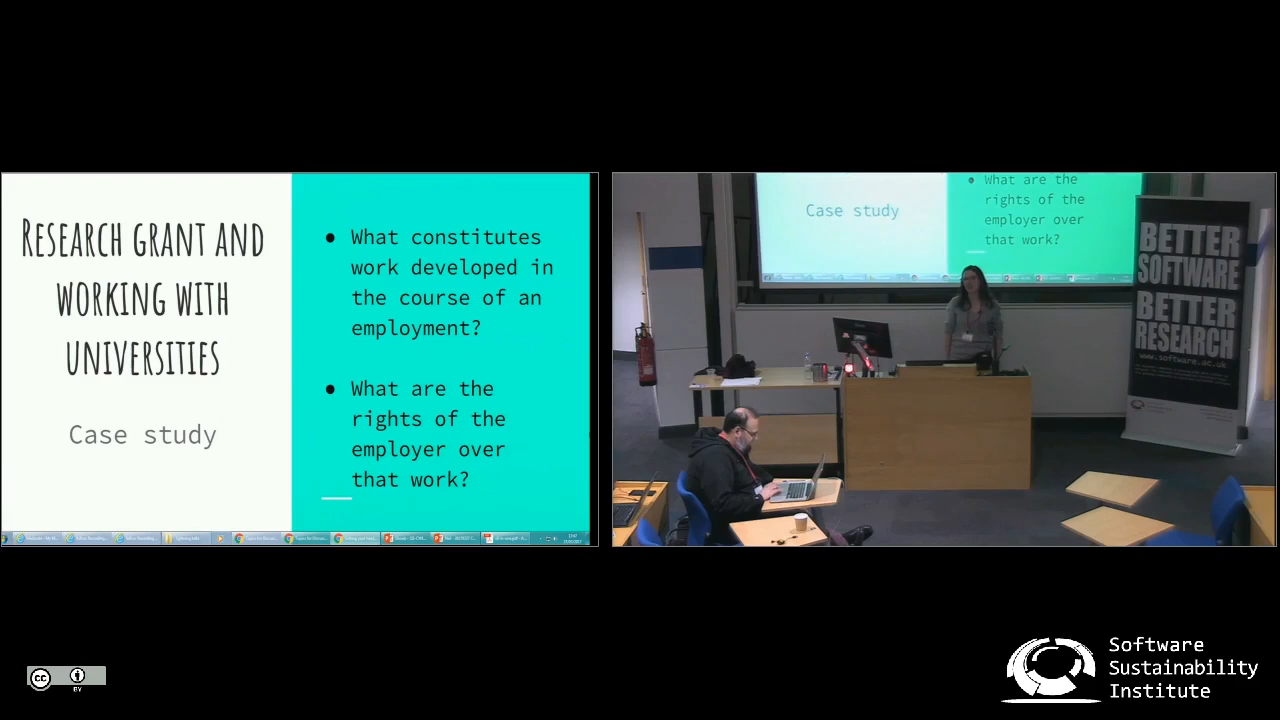 RESEARCH GRANT AND
WORKING WITH
UNIVERSITIES
Case study
● What constitutes
work developed in
the course of an
employment?
● What are the
rights of the
employer over
that work?
Case study
● What are the
rights of the
employer over
that work?
BETTER
SOFTWARE
BETTER
RESEARCH
www.software.ac.uk
cc
BY
Software
Sustainability
Institute